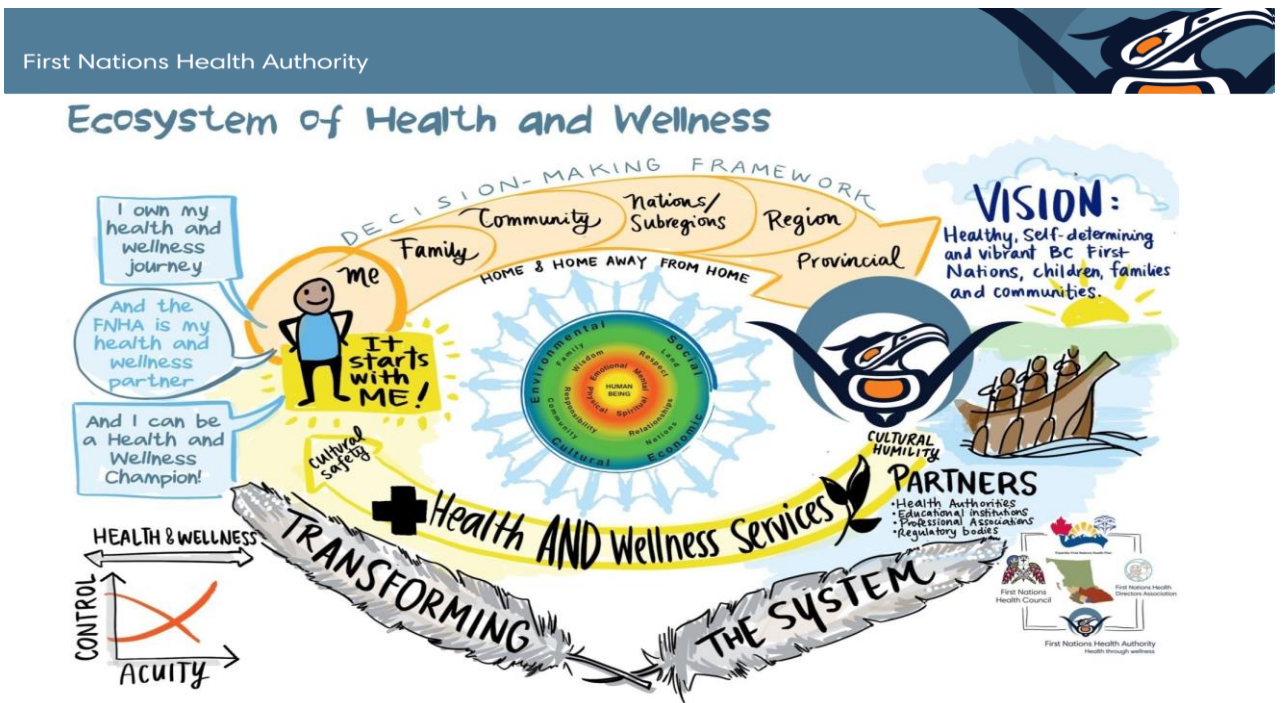 First Nations Health Authority
Ecosystem of Health and Wellness
DECISION-MAKING FRAMEWORK
Me
Family
Community
Nations/
Subregions
Region
Provincial
HOME & HOME AWAY FROM HOME
I own my
health and
wellness
journey
And the
FNHA is my
health and
wellness
partner
And I can be
a Health and
Wellness
Champion!
It
starts
with
ME!
Environmental
Social
Economic
Cultural
Family
Land
Nations
Community
Wisdom
Respect
Relationships
Responsibility
Emotional
Mental
Spiritual
Physical
HUMAN
BEING
VISION:
Healthy, Self-determining
and vibrant BC First
Nations, children, families
and communities.
Cultural
Safety
CULTURAL
HUMILITY
Health AND Wellness Services
PARTNERS
•Health Authorities
•Educational institutions
•Professional Associations
•Regulatory bodies
TRANSFORMING
THE SYSTEM
HEALTH & WELLNESS
CONTROL
ACUITY
First Nations
Health Council
First Nations Health
Directors Association
First Nations Health Authority
Health through wellness